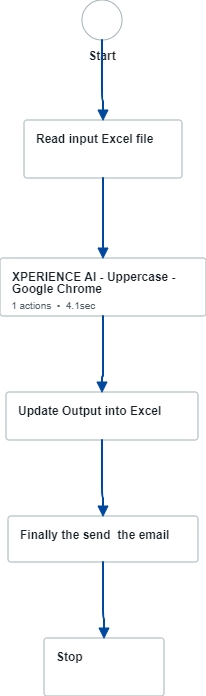 Start
Read input Excel file
XPERIENCE AI - Uppercase -
Google Chrome
1 actions • 4.1sec
Update Output into Excel
Finally the send  the email
Stop